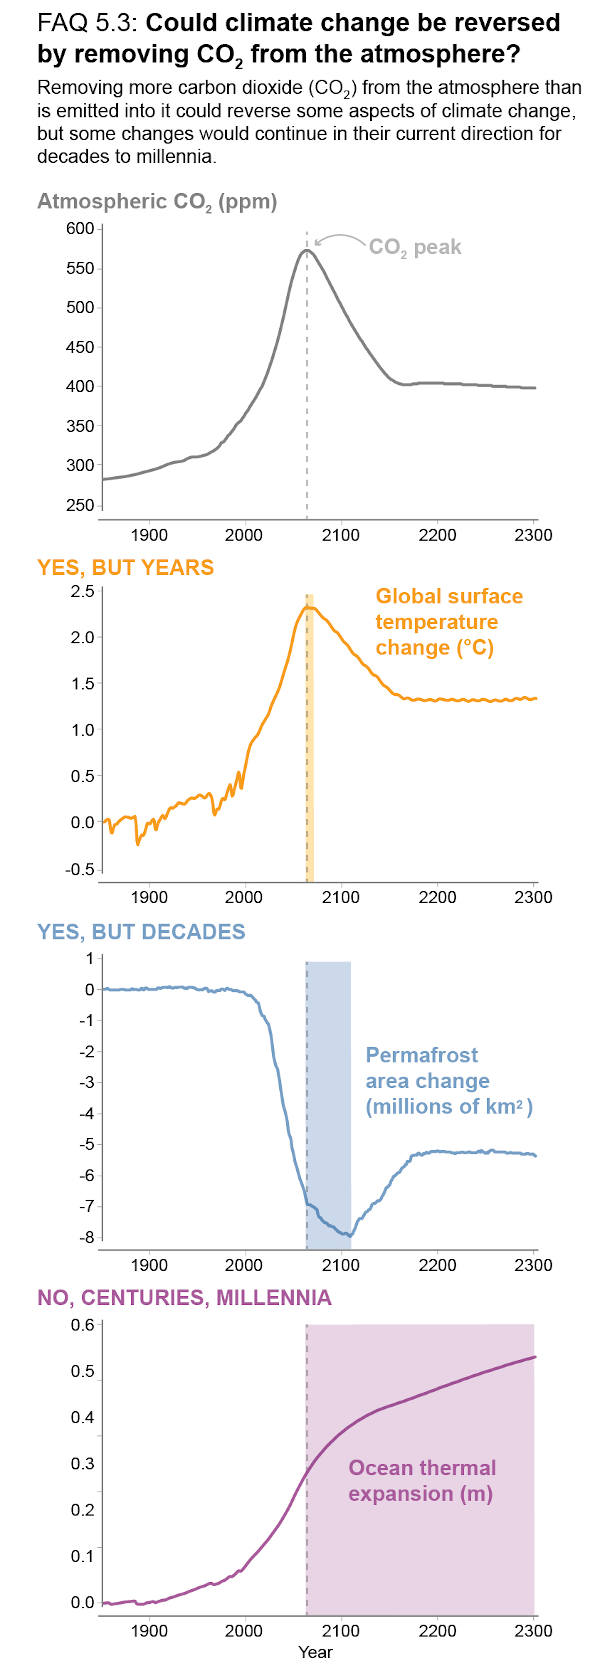 FAQ 5.3: Could climate change be reversed
by removing CO₂ from the atmosphere?
Removing more carbon dioxide (CO₂) from the atmosphere than
is emitted into it could reverse some aspects of climate change,
but some changes would continue in their current direction for
decades to millennia.
Atmospheric CO₂ (ppm)
600
CO₂ peak
550
500
450
400
350
300
250
1900 2000 2100 2200 2300
YES, BUT YEARS
2.5
Global surface
temperature
change (°C)
2.0
1.5
1.0
0.5
0.0
-0.5
1900 2000 2100 2200 2300
YES, BUT DECADES
1
0
-1
-2
Permafrost
area change
(millions of km²)
-3
-4
-5
-6
-7
-8
1900 2000 2100 2200 2300
NO, CENTURIES, MILLENNIA
0.6
0.5
0.4
0.3
Ocean thermal
expansion (m)
0.2
0.1
0.0
1900 2000 2100 2200 2300
Year